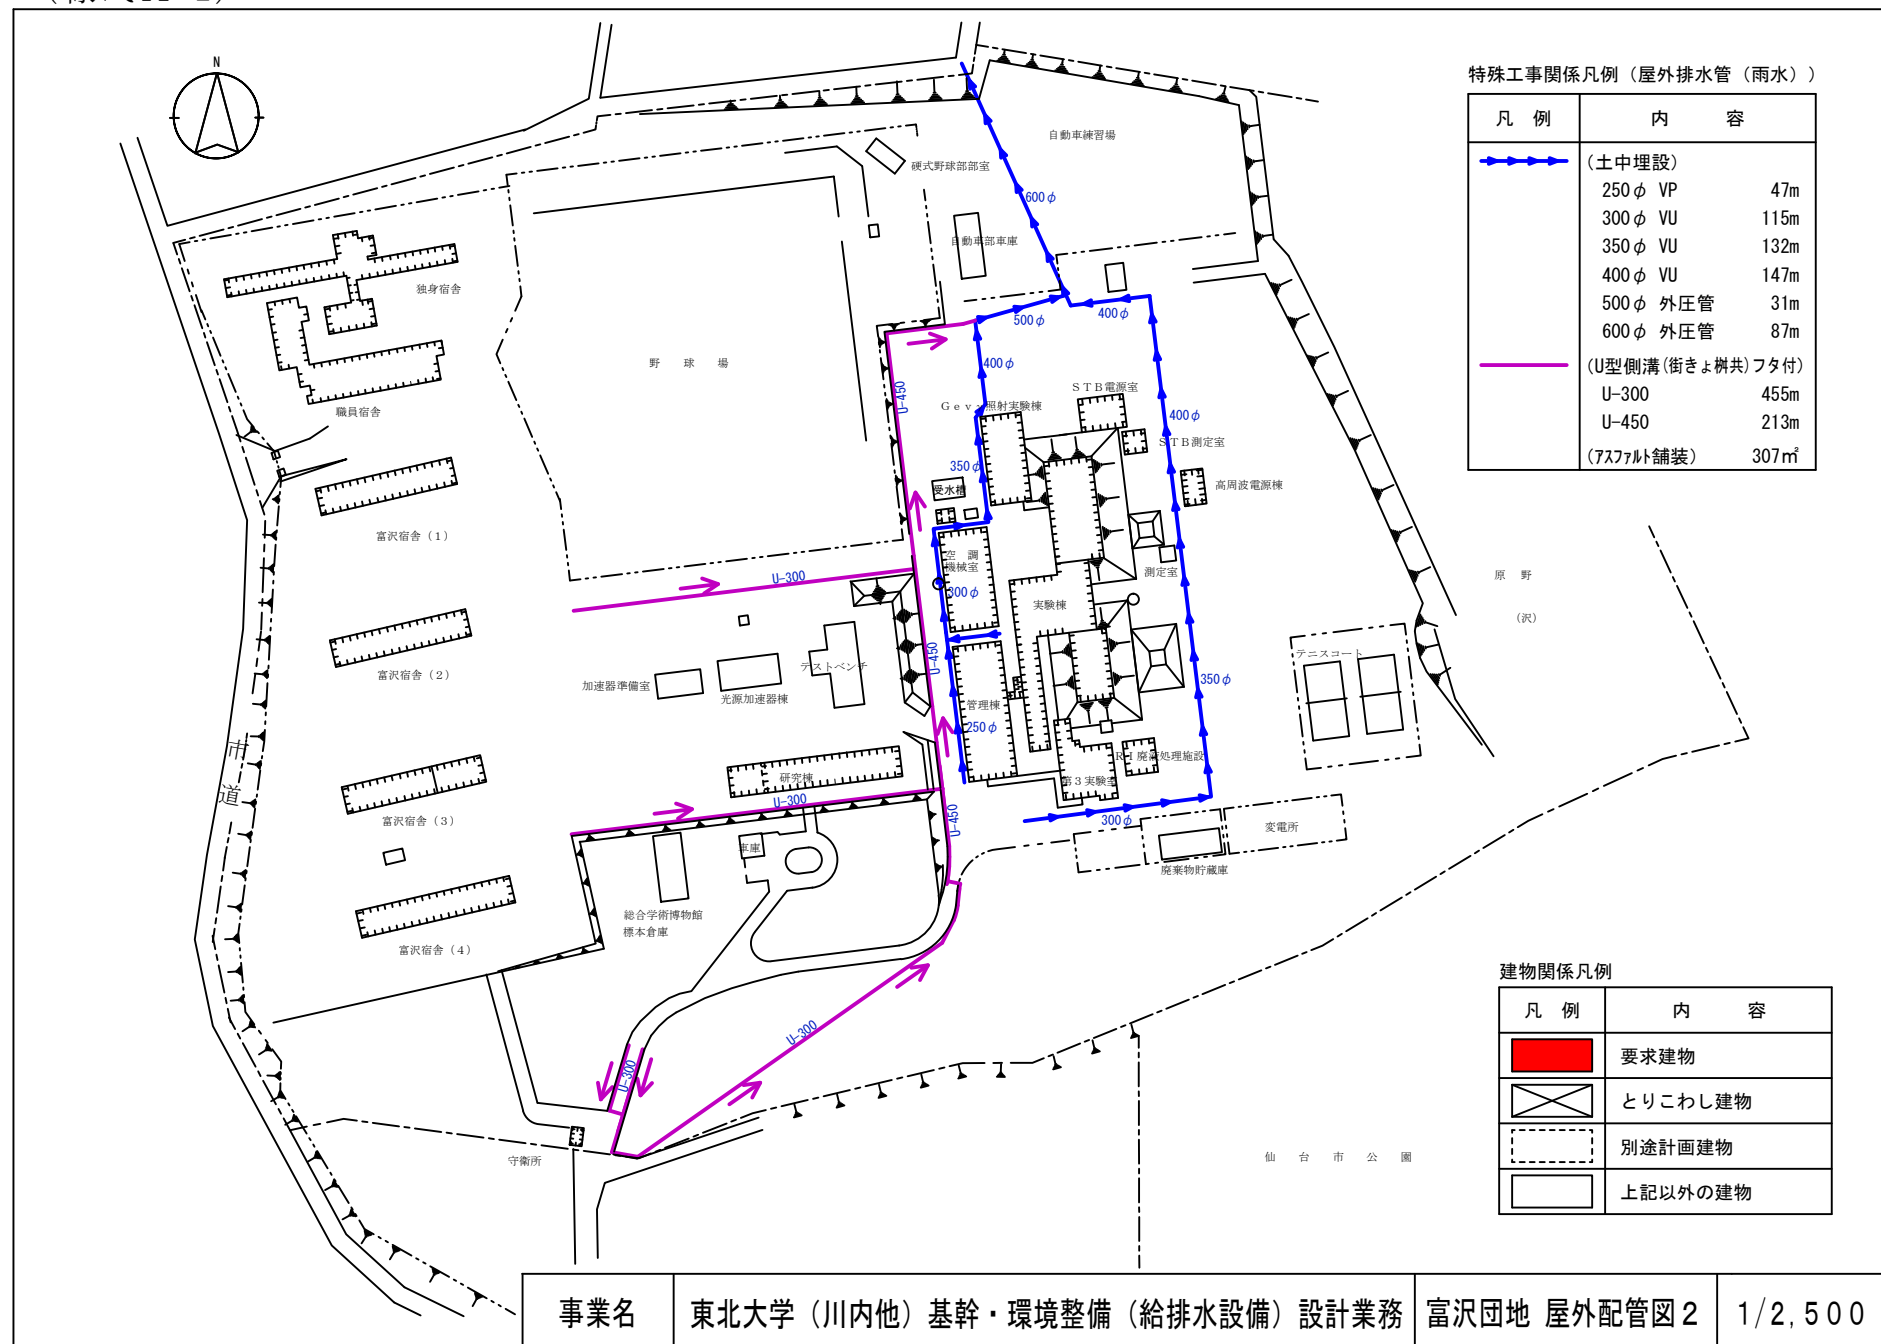 N
特殊工事関係凡例（屋外排水管（雨水））
凡　例　内　　容
（土中埋設）
250φ VP 47m
300φ VU 115m
350φ VU 132m
400φ VU 147m
500φ 外圧管 31m
600φ 外圧管 87m
（U型側溝（街きょ桝共）フタ付）
U-300 455m
U-450 213m
（アスファルト舗装） 307㎡
自動車練習場
硬式野球部部室
600φ
自動車部車庫
独身宿舎
500φ
400φ
野　球　場
400φ
職員宿舎
U-450
ＳＴＢ電源室
Ｇｅｖ・γ照射実験棟
400φ
ＳＴＢ測定室
350φ
受水槽
高周波電源棟
富沢宿舎（１）
空　調
機械室
測定室
原　野
（沢）
U-300
300φ
実験棟
テニスコート
富沢宿舎（２）
加速器準備室
光源加速器棟
テストベンチ
U-450
350φ
管理棟
250φ
市
道
研究棟
ＲＩ廃液処理施設
第３実験室
U-300
300φ
U-450
変電所
富沢宿舎（３）
車庫
廃棄物貯蔵庫
総合学術博物館
標本倉庫
富沢宿舎（４）
U-300
U-300
守衛所
仙　台　市　公　園
建物関係凡例
凡　例　内　　容
要求建物
とりこわし建物
別途計画建物
上記以外の建物
事業名　東北大学（川内他）基幹・環境整備（給排水設備）設計業務　富沢団地 屋外配管図２　1/2,500